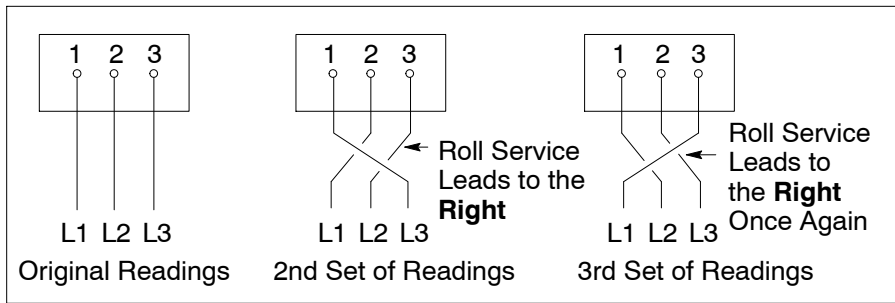 1 2 3
L1 L2 L3
Original Readings
1 2 3
Roll Service
Leads to the
Right
L1 L2 L3
2nd Set of Readings
1 2 3
Roll Service
Leads to
the Right
Once Again
L1 L2 L3
3rd Set of Readings